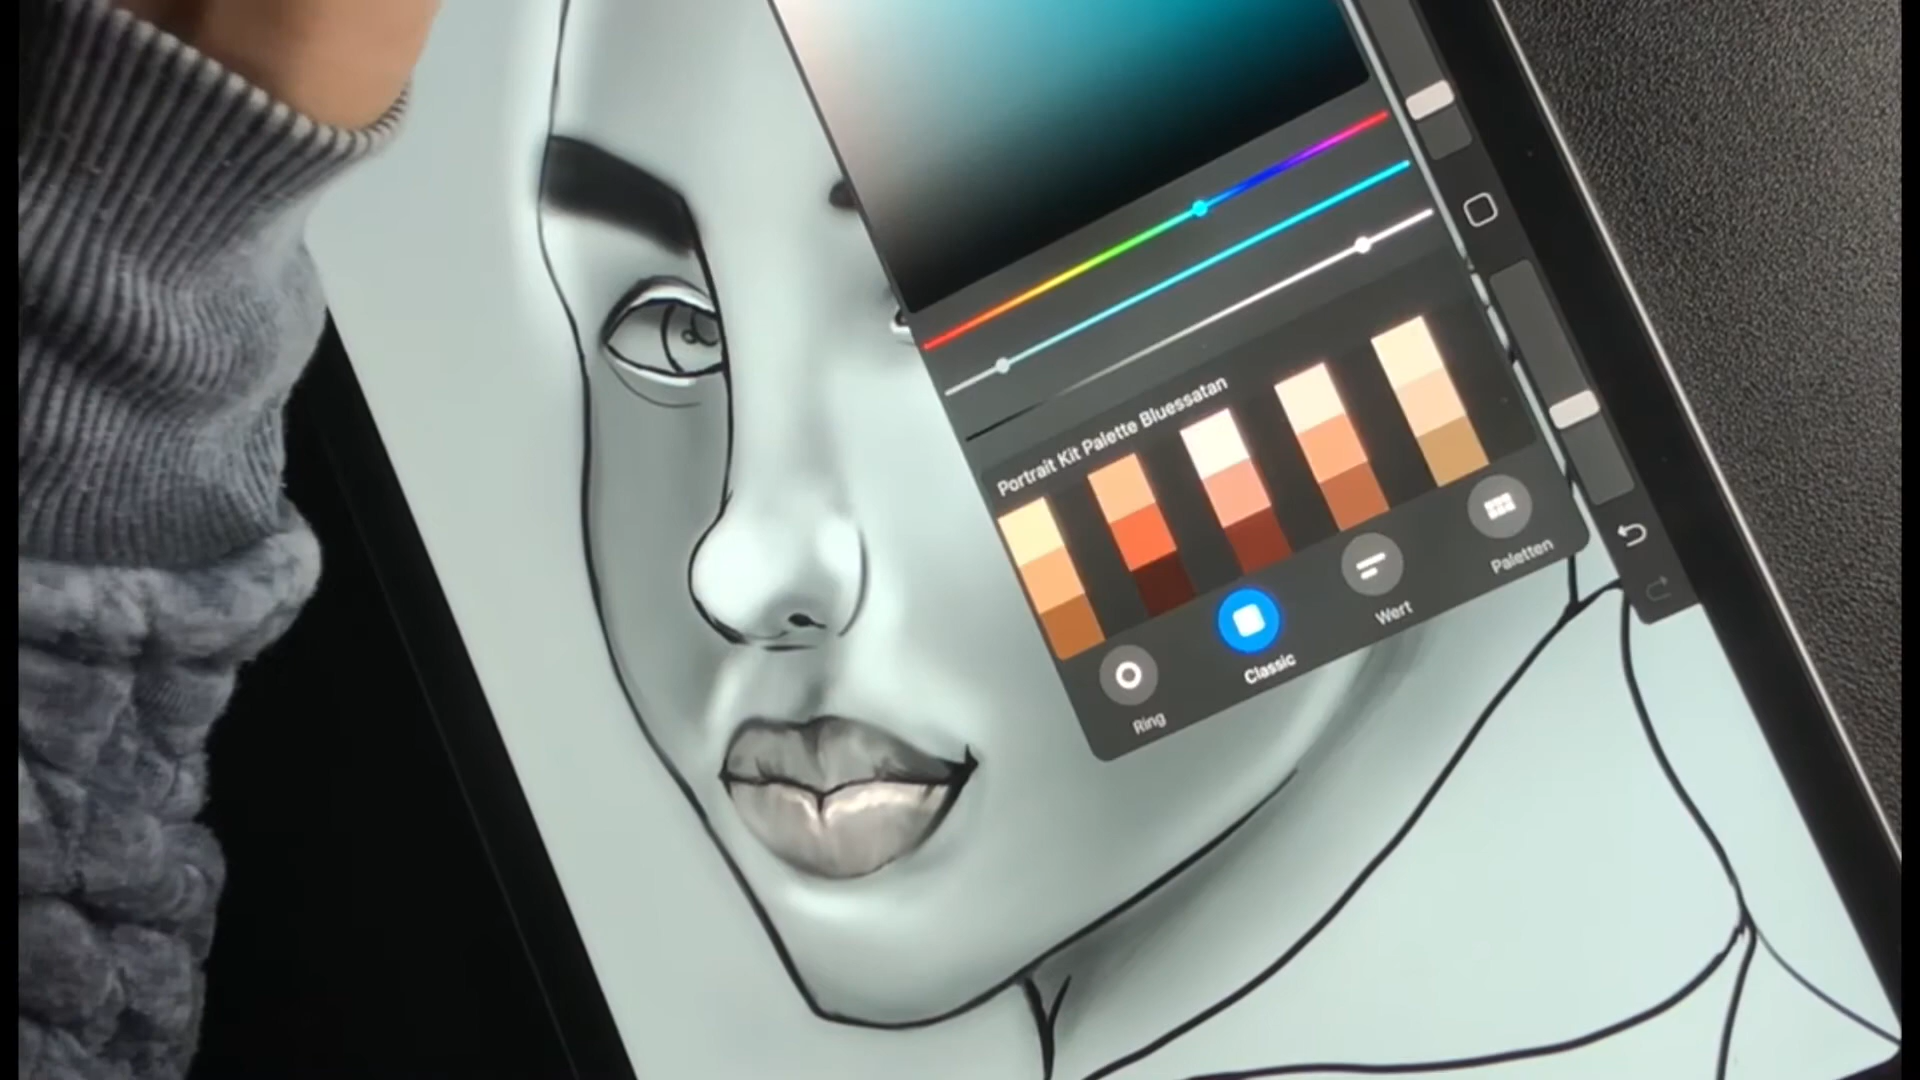 Portrait Kit Palette Bluessatan
Ring
Classic
Wert
Paletten